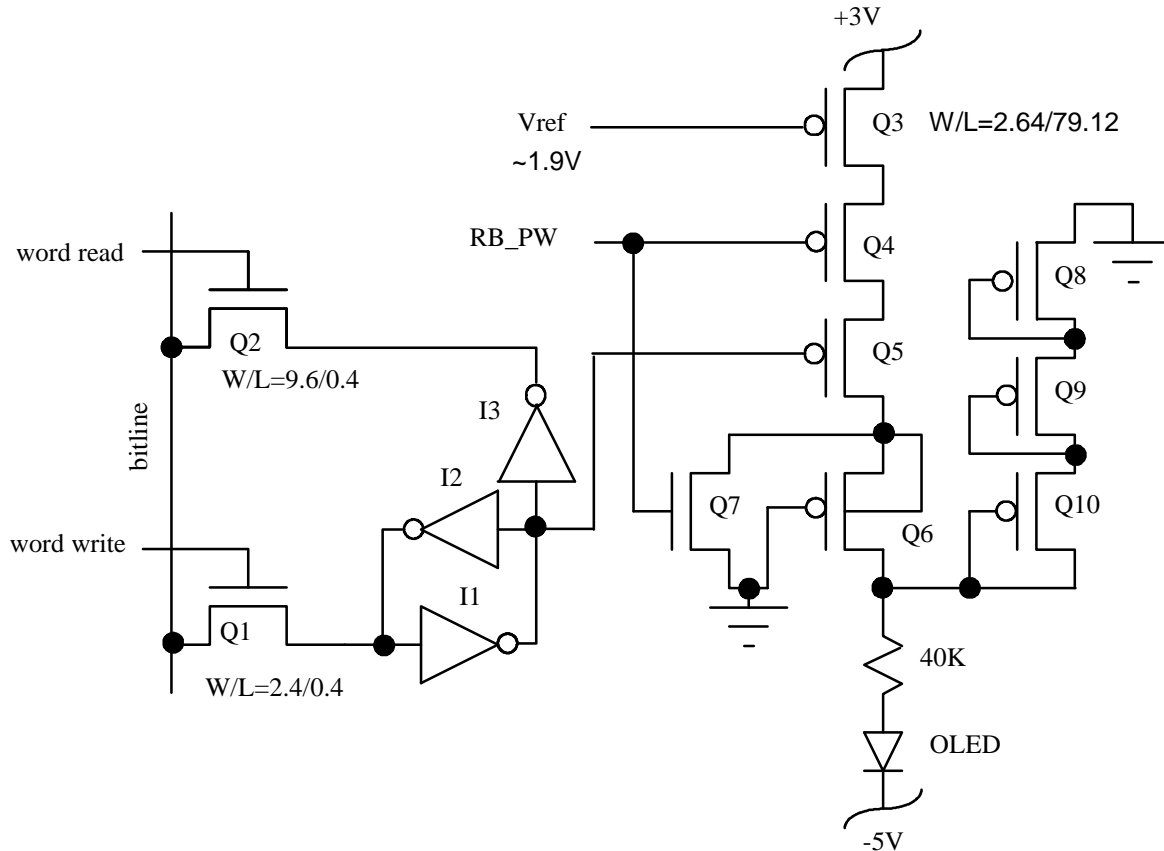 +3V
Vref
~1.9V
Q3
W/L=2.64/79.12
word read
RB_PW
Q4
Q8
Q2
W/L=9.6/0.4
Q5
I3
Q9
bitline
I2
Q7
Q6
Q10
word write
I1
Q1
W/L=2.4/0.4
40K
OLED
-5V